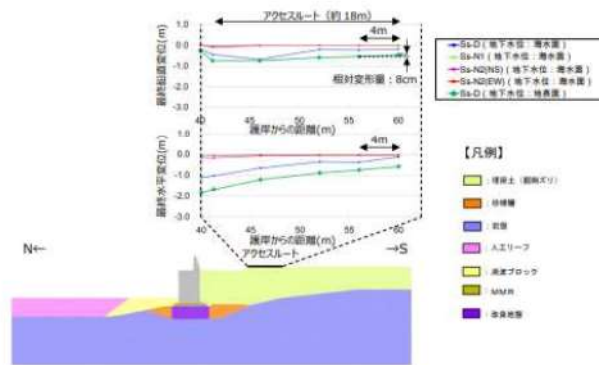 アクセスルート（約18m）
4m
最終鉛直変位(m)
1.0
0.0
-1.0
-2.0
-3.0
相対変形量：8cm
40 45 50 55 60
護岸からの距離(m)
4m
最終水平変位(m)
1.0
0.0
-1.0
-2.0
-3.0
40 45 50 55 60
護岸からの距離(m)
アクセスルート
N←
→S
Ss-D（地下水位：海水面）
Ss-N1（地下水位：海水面）
Ss-N2(NS)（地下水位：海水面）
Ss-N2(EW)（地下水位：海水面）
Ss-D（地下水位：地表面）
【凡例】
：埋戻土（掘削ズリ）
：砂礫層
：岩盤
：人工リーフ
：消波ブロック
：MMR
：改良地盤